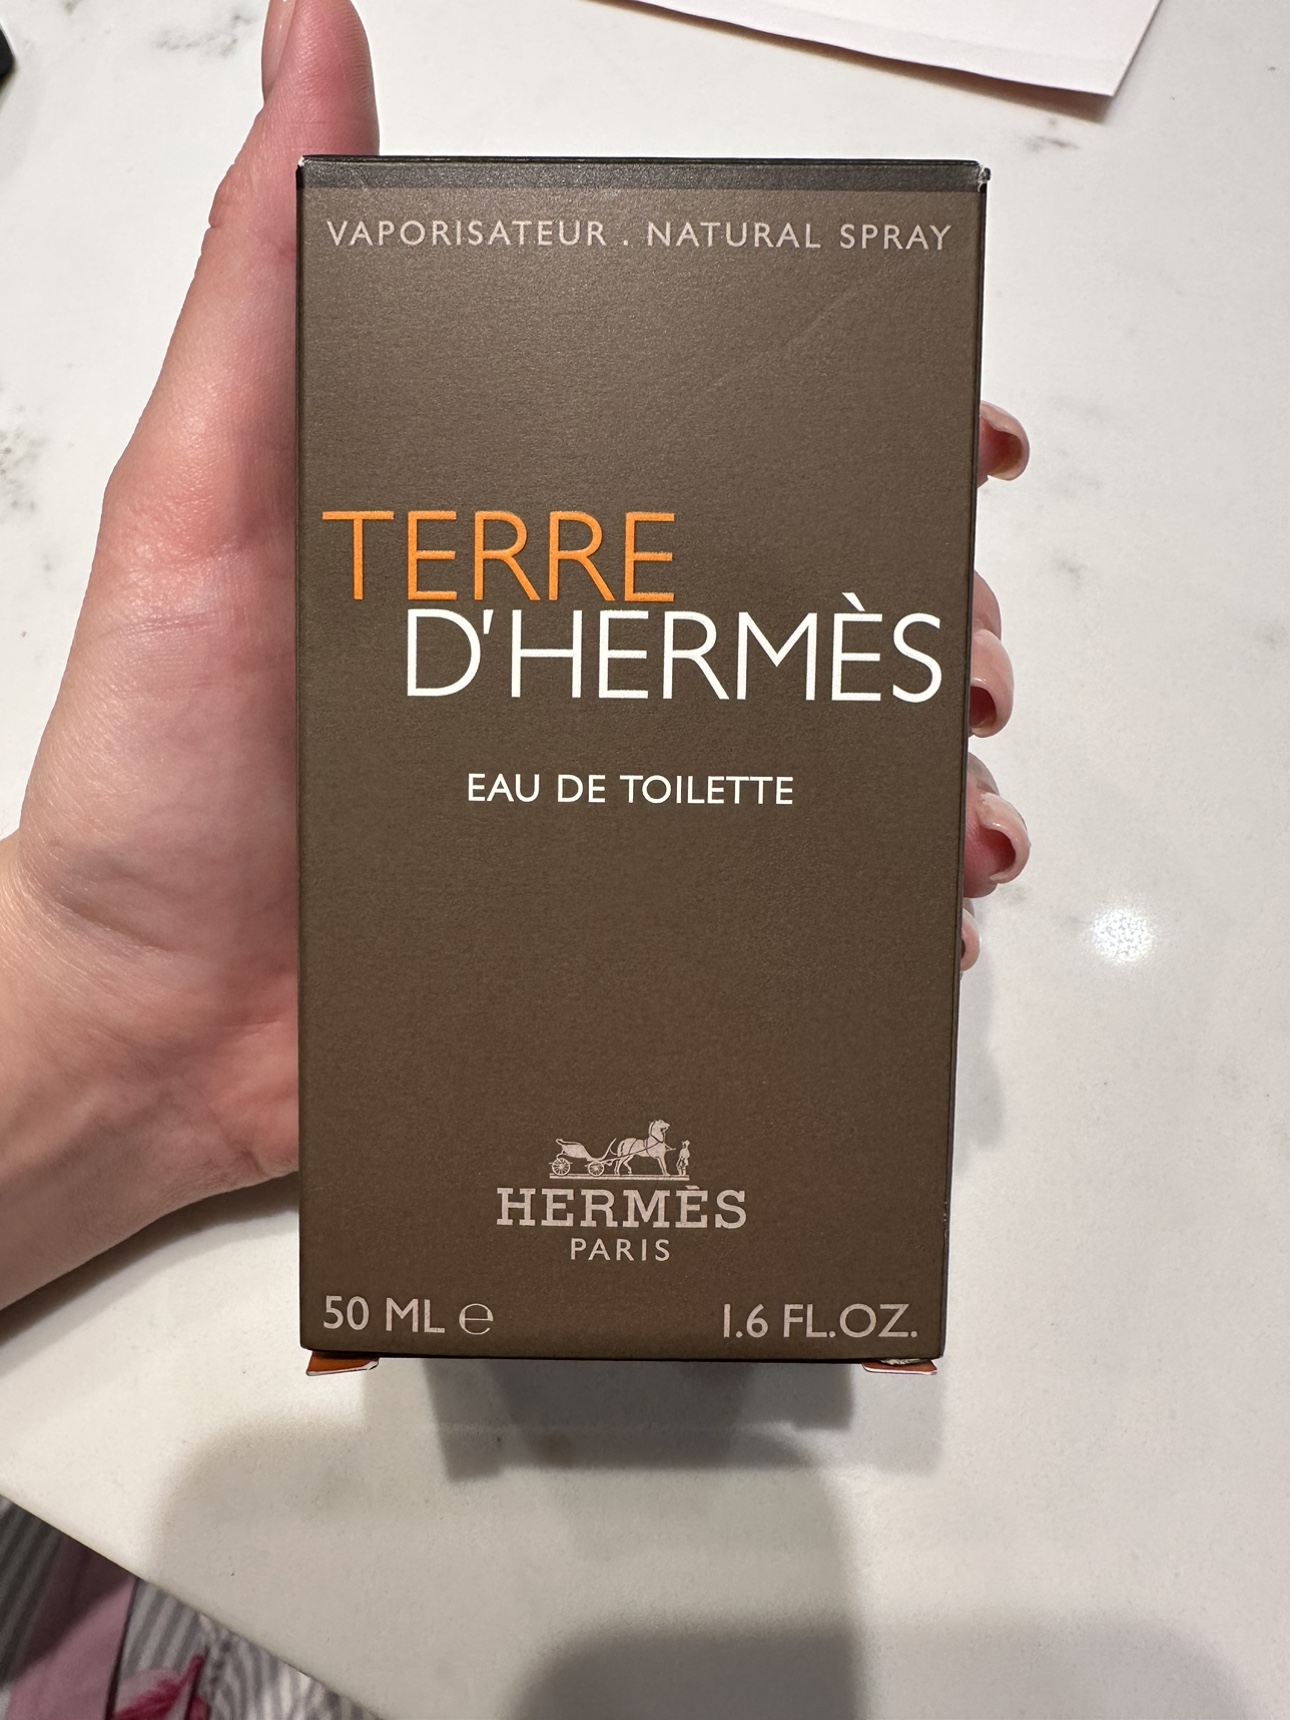 VAPORISATEUR . NATURAL SPRAY
TERRE
D'HERMÈS
EAU DE TOILETTE
HERMÈS
PARIS
50 ML ℮
1.6 FL.OZ.